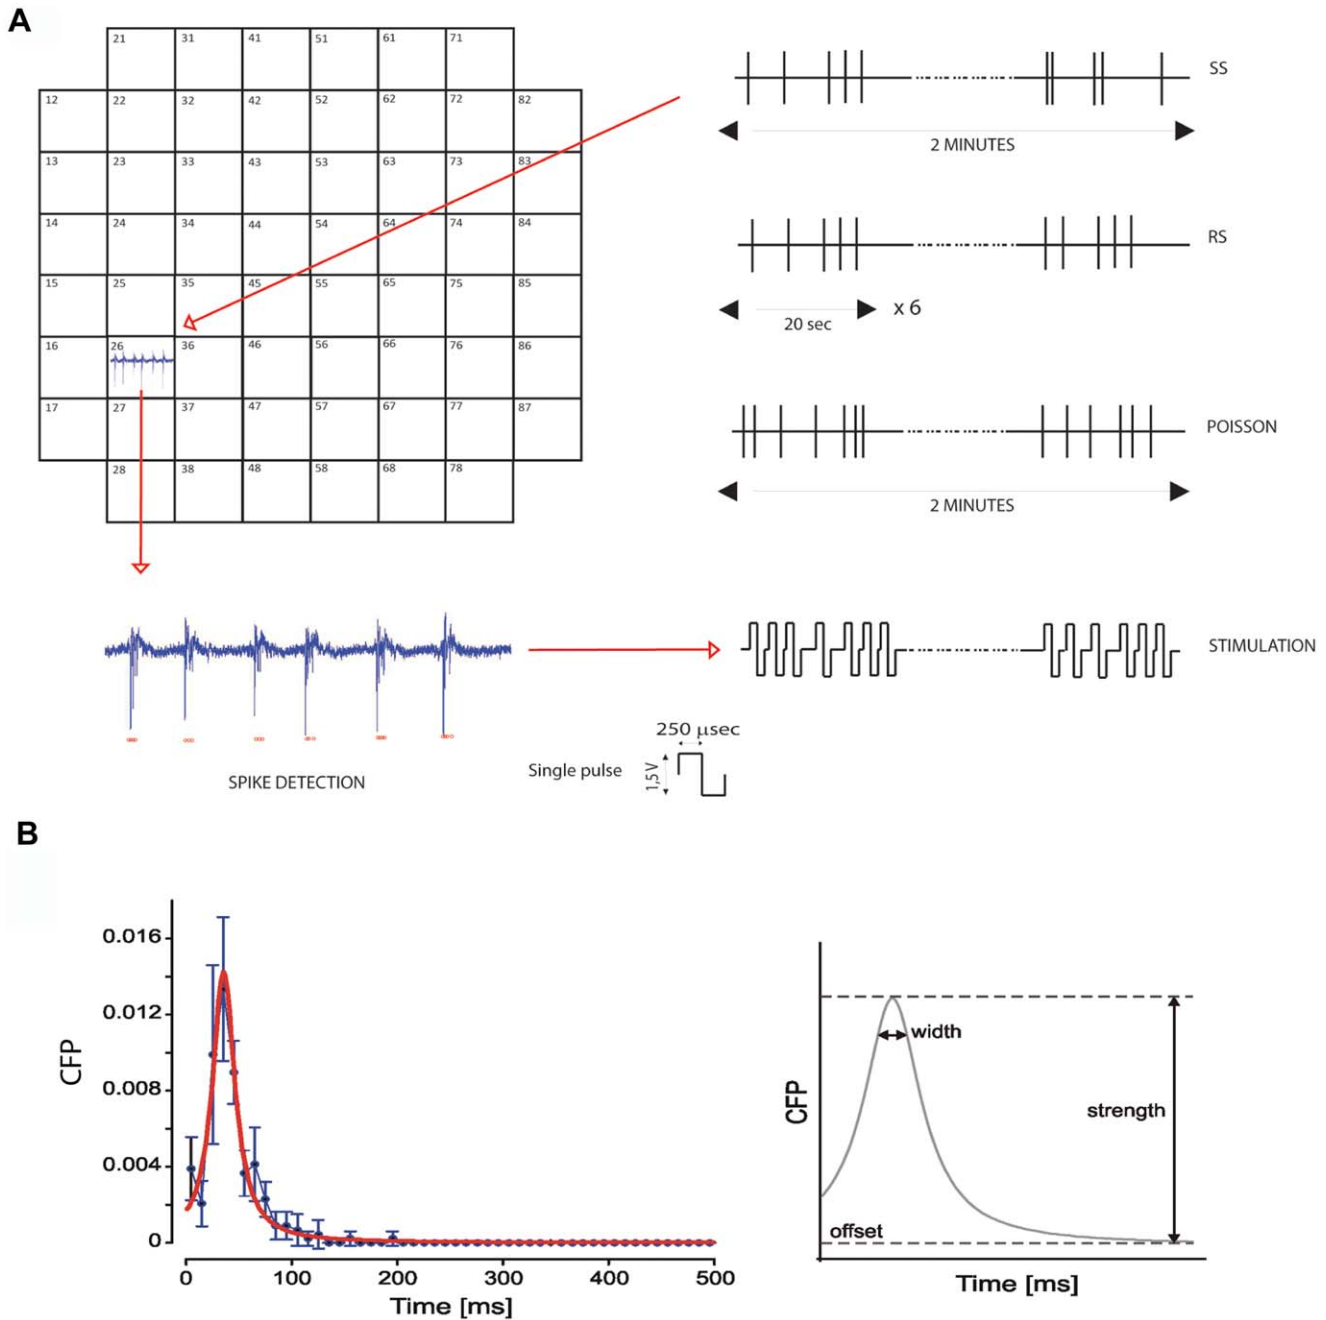 A
21 31 41 51 61 71
12 22 32 42 52 62 72 82
13 23 33 43 53 63 73 83
14 24 34 44 54 64 74 84
15 25 35 45 55 65 75 85
16 26 36 46 56 66 76 86
17 27 37 47 57 67 77 87
28 38 48 58 68 78
SS
2 MINUTES
RS
20 sec
x 6
POISSON
2 MINUTES
STIMULATION
SPIKE DETECTION
Single pulse
250 μsec
1,5 V
B
CFP
0.016
0.012
0.008
0.004
0
0 100 200 300 400 500
Time [ms]
CFP
width
strength
offset
Time [ms]